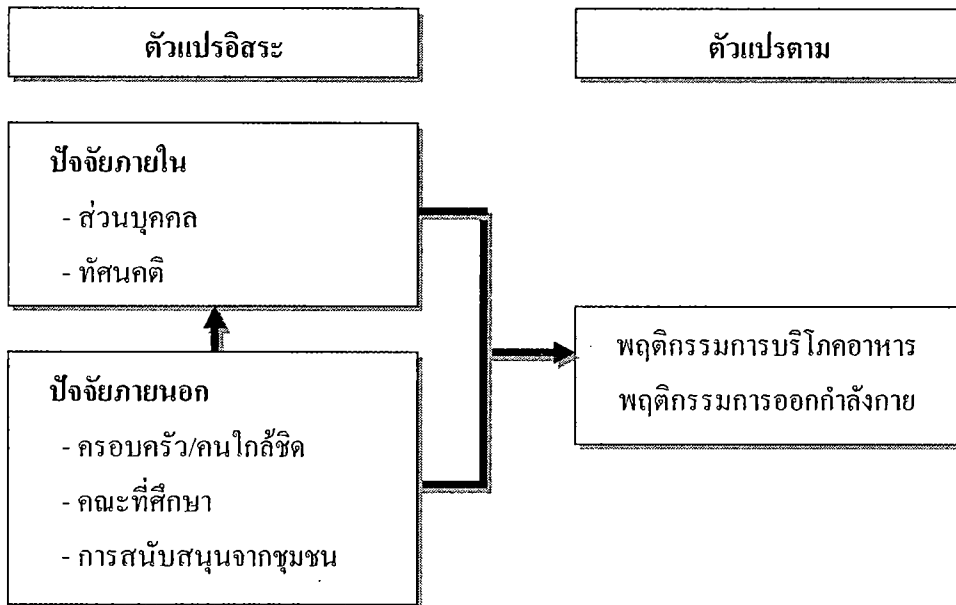 ตัวแปรอิสระ
ตัวแปรตาม
ปัจจัยภายใน
- ส่วนบุคคล
- ทัศนคติ
ปัจจัยภายนอก
- ครอบครัว/คนใกล้ชิด
- คณะที่ศึกษา
- การสนับสนุนจากชุมชน
พฤติกรรมการบริโภคอาหาร
พฤติกรรมการออกกำลังกาย